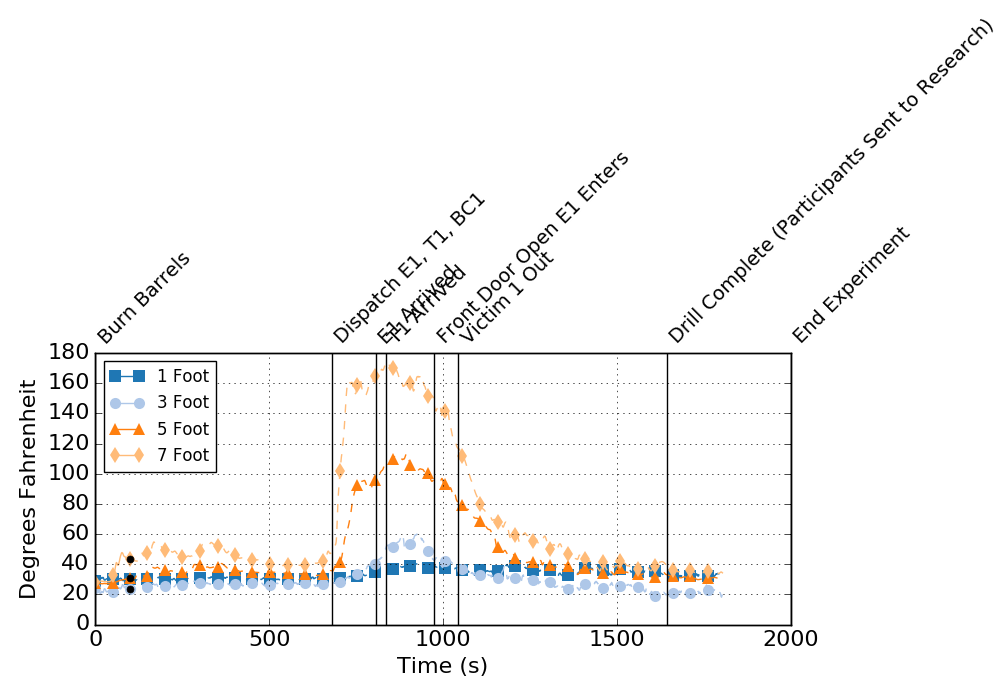 Burn Barrels
Dispatch E1, T1, BC1
E1 Arrived
T1 Arrived
Front Door Open E1 Enters
Victim 1 Out
Drill Complete (Participants Sent to Research)
End Experiment
180
160
140
120
100
80
60
40
20
0
Degrees Fahrenheit
1 Foot
3 Foot
5 Foot
7 Foot
0 500 1000 1500 2000
Time (s)